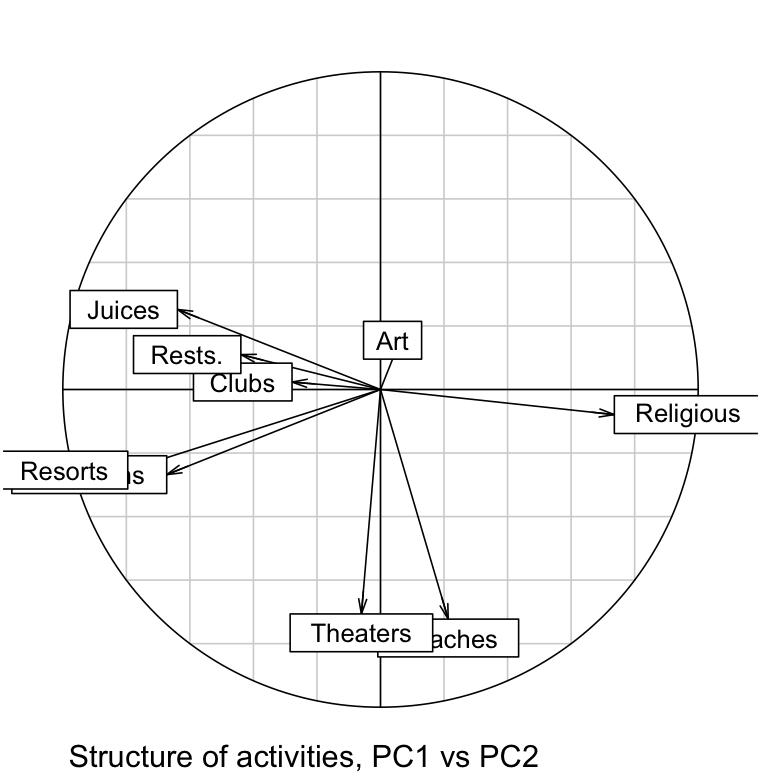 Juices
Art
Rests.
Clubs
Religious
Resorts
Theaters
Structure of activities, PC1 vs PC2